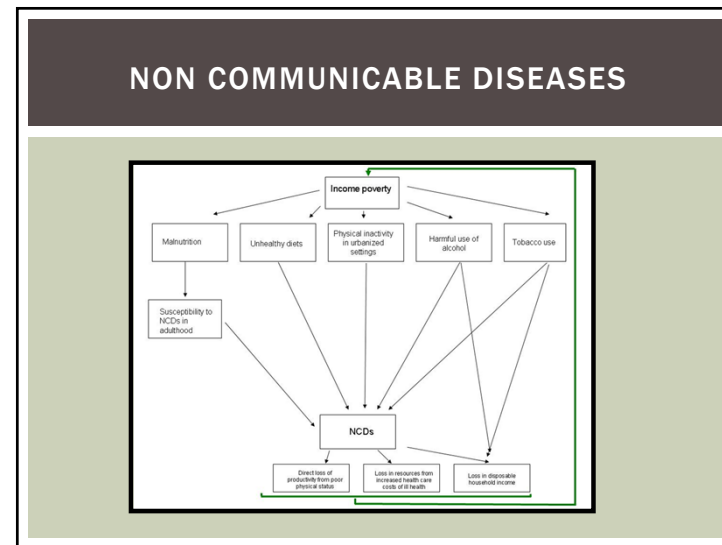 NON COMMUNICABLE DISEASES
Income poverty
Malnutrition
Unhealthy diets
Physical inactivity
in urbanized
settings
Harmful use of
alcohol
Tobacco use
Susceptibility to
NCDs in
adulthood
NCDs
Direct loss of
productivity from poor
physical status
Loss in resources from
increased health care
costs of ill health
Loss in disposable
household income